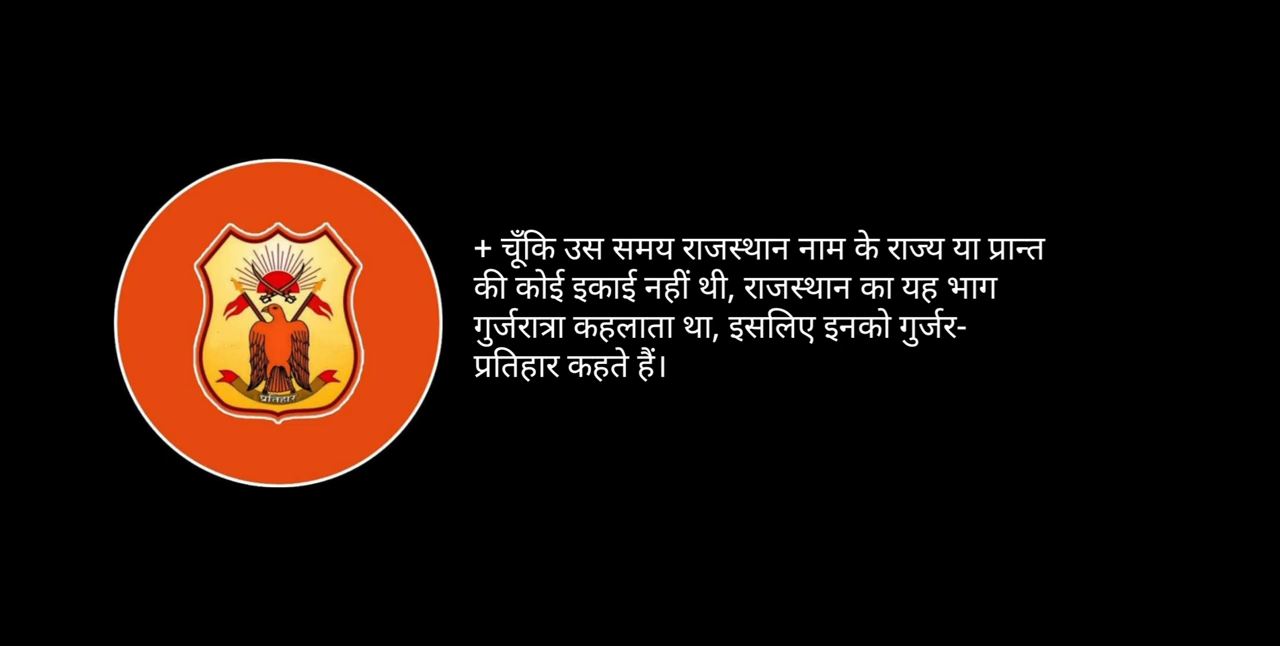 + चूँकि उस समय राजस्थान नाम के राज्य या प्रान्त
की कोई इकाई नहीं थी, राजस्थान का यह भाग
गुर्जरात्रा कहलाता था, इसलिए इनको गुर्जर-
प्रतिहार कहते हैं।
प्रतिहार